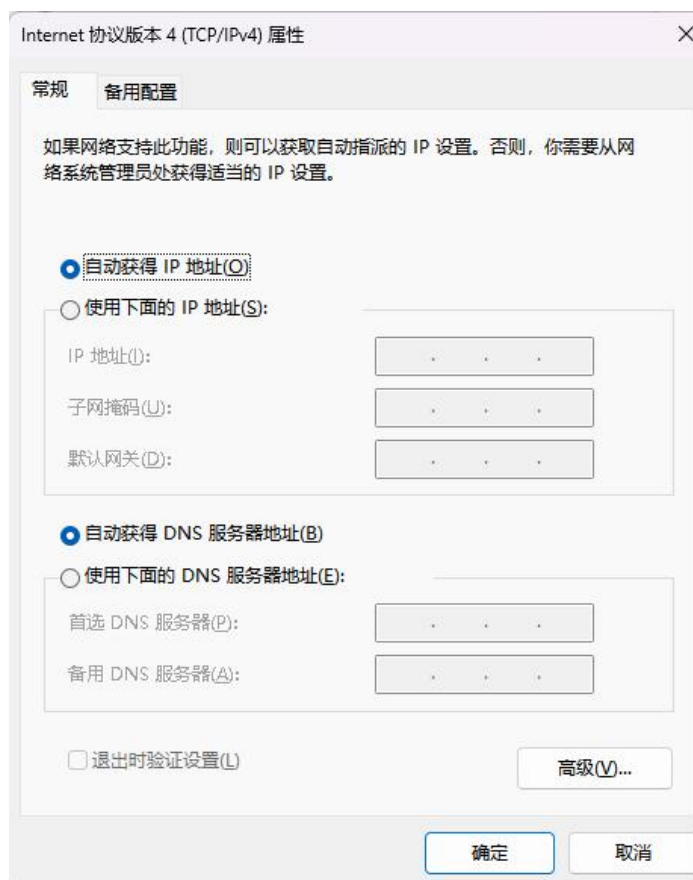 Internet 协议版本 4 (TCP/IPv4) 属性
常规 备用配置
如果网络支持此功能，则可以获取自动指派的 IP 设置。否则，你需要从网
络系统管理员处获得适当的 IP 设置。
自动获得 IP 地址(O)
使用下面的 IP 地址(S):
IP 地址(I):
子网掩码(U):
默认网关(D):
自动获得 DNS 服务器地址(B)
使用下面的 DNS 服务器地址(E):
首选 DNS 服务器(P):
备用 DNS 服务器(A):
退出时验证设置(L)
高级(V)...
确定 取消